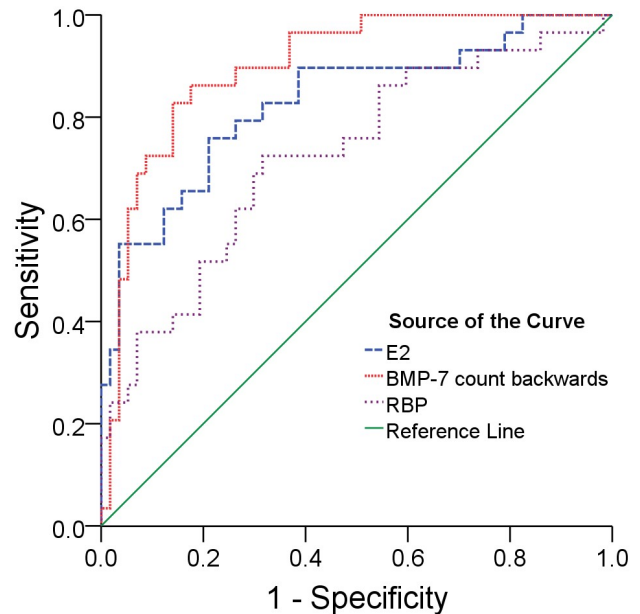 1.0
0.8
0.6
0.4
0.2
0.0
Sensitivity
Source of the Curve
E2
BMP-7 count backwards
RBP
Reference Line
0.0 0.2 0.4 0.6 0.8 1.0
1 - Specificity